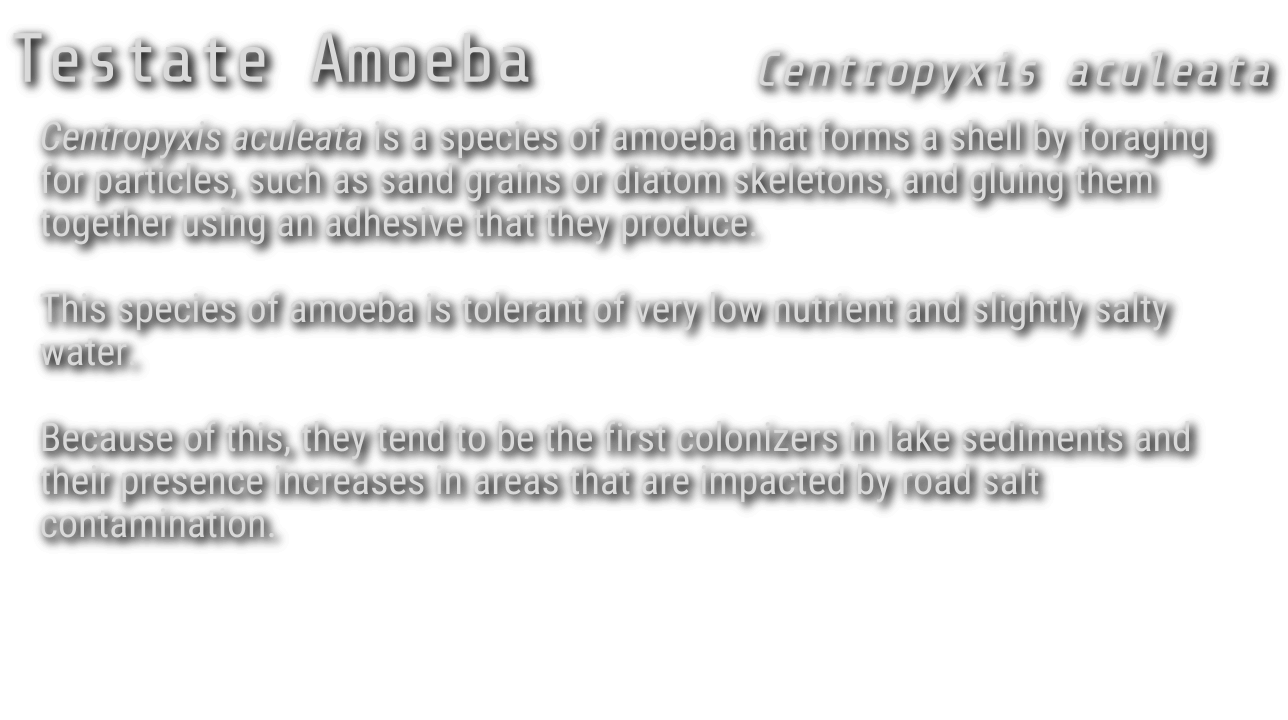 Testate Amoeba
Centropyxis aculeata
Centropyxis aculeata is a species of amoeba that forms a shell by foraging
for particles, such as sand grains or diatom skeletons, and gluing them
together using an adhesive that they produce.
This species of amoeba is tolerant of very low nutrient and slightly salty
water.
Because of this, they tend to be the first colonizers in lake sediments and
their presence increases in areas that are impacted by road salt
contamination.